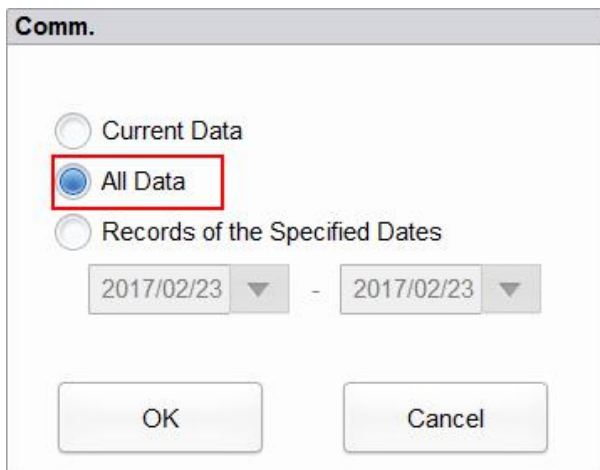 Comm.
Current Data
All Data
Records of the Specified Dates
2017/02/23 - 2017/02/23
OK Cancel